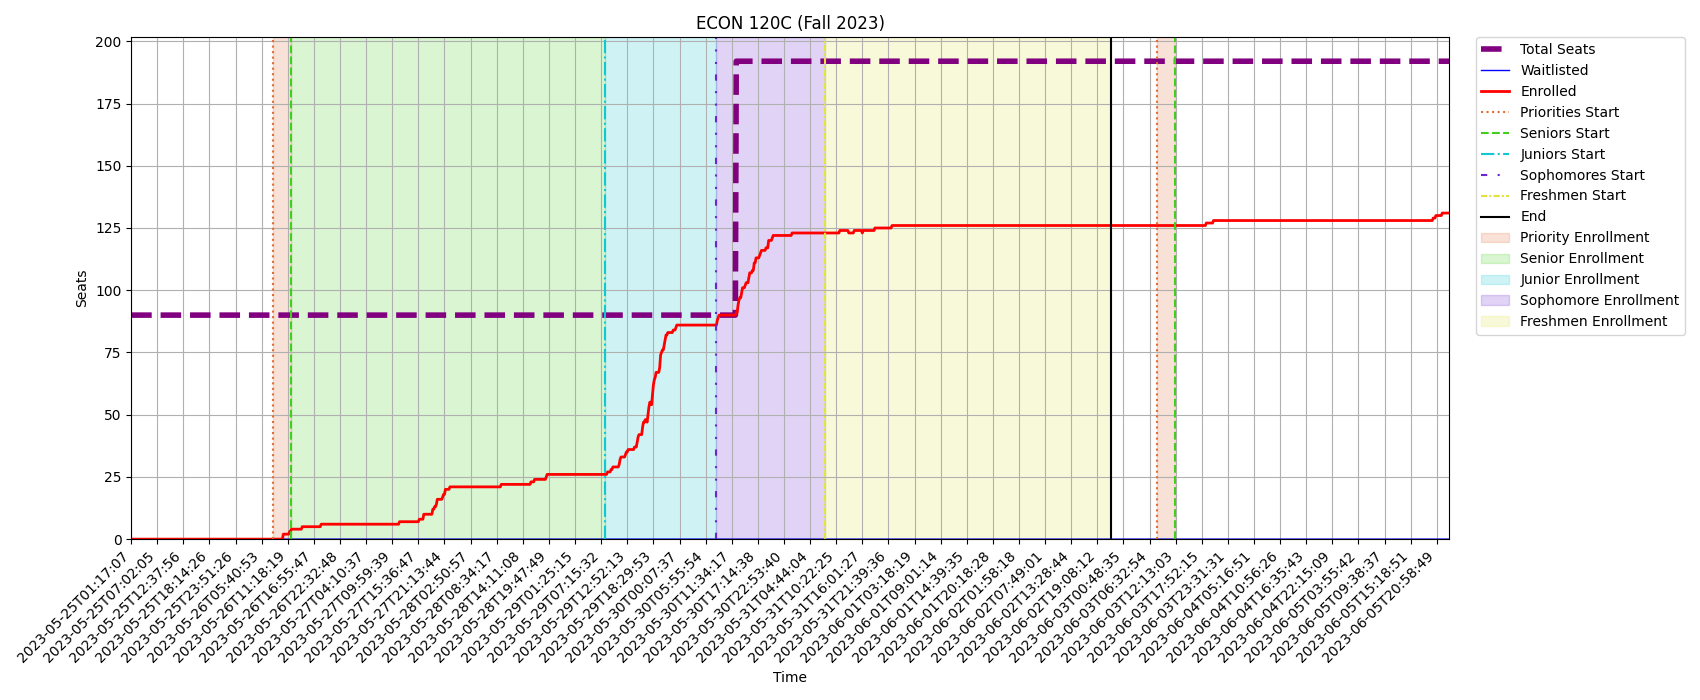 ECON 120C (Fall 2023)
Seats
200
175
150
125
100
75
50
25
0
2023-05-25T01:17:07
2023-05-25T07:02:05
2023-05-25T12:37:56
2023-05-25T18:14:26
2023-05-25T23:51:26
2023-05-26T05:40:53
2023-05-26T11:18:19
2023-05-26T16:55:47
2023-05-26T22:32:48
2023-05-27T04:10:37
2023-05-27T09:59:39
2023-05-27T15:36:47
2023-05-27T21:13:44
2023-05-28T02:50:57
2023-05-28T08:34:17
2023-05-28T14:11:08
2023-05-28T19:47:49
2023-05-29T01:25:15
2023-05-29T07:15:32
2023-05-29T12:52:13
2023-05-29T18:29:53
2023-05-30T00:07:37
2023-05-30T05:55:54
2023-05-30T11:34:17
2023-05-30T17:14:38
2023-05-30T22:53:40
2023-05-31T04:44:04
2023-05-31T10:22:25
2023-05-31T16:01:27
2023-05-31T21:39:36
2023-06-01T03:18:19
2023-06-01T09:01:14
2023-06-01T14:39:35
2023-06-01T20:18:28
2023-06-02T01:58:18
2023-06-02T07:49:01
2023-06-02T13:28:44
2023-06-02T19:08:12
2023-06-03T00:48:35
2023-06-03T06:32:54
2023-06-03T12:13:03
2023-06-03T17:52:15
2023-06-03T23:31:31
2023-06-04T05:16:51
2023-06-04T10:56:26
2023-06-04T16:35:43
2023-06-04T22:15:09
2023-06-05T03:55:42
2023-06-05T09:38:37
2023-06-05T15:18:51
2023-06-05T20:58:49
Time
Total Seats
Waitlisted
Enrolled
Priorities Start
Seniors Start
Juniors Start
Sophomores Start
Freshmen Start
End
Priority Enrollment
Senior Enrollment
Junior Enrollment
Sophomore Enrollment
Freshmen Enrollment